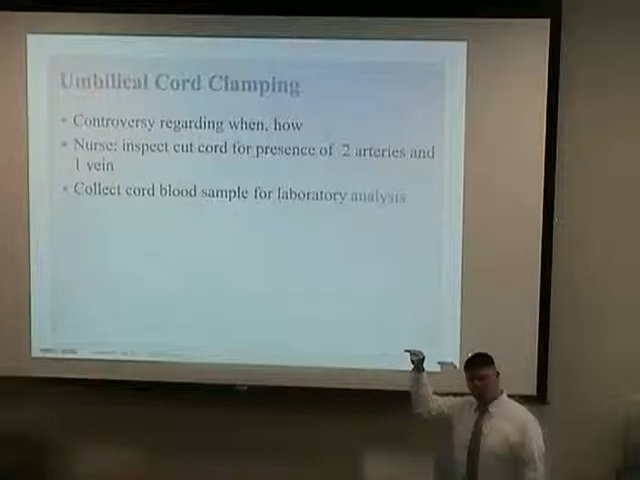 Umbilical Cord Clamping
• Controversy regarding when, how
• Nurse: inspect cut cord for presence of 2 arteries and
1 vein
• Collect cord blood sample for laboratory analysis